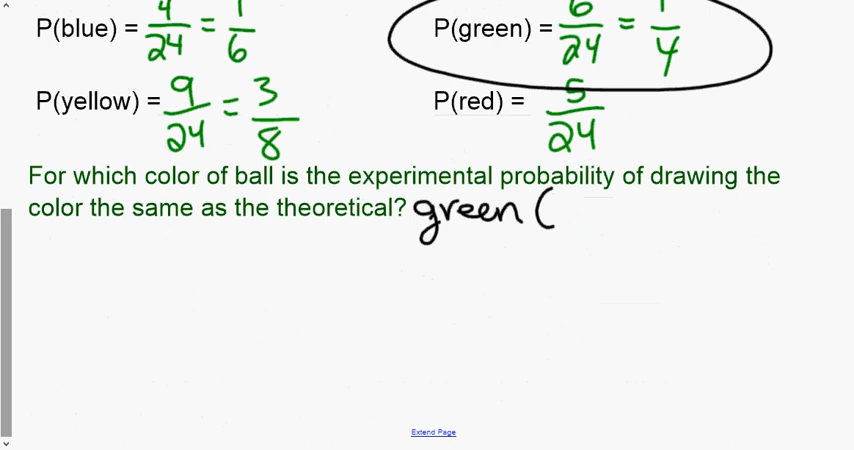 P(blue) = 4/24 = 1/6 P(green) = 6/24 = 1/4
P(yellow) = 9/24 = 3/8 P(red) = 5/24
For which color of ball is the experimental probability of drawing the
color the same as the theoretical? green (
Extend Page